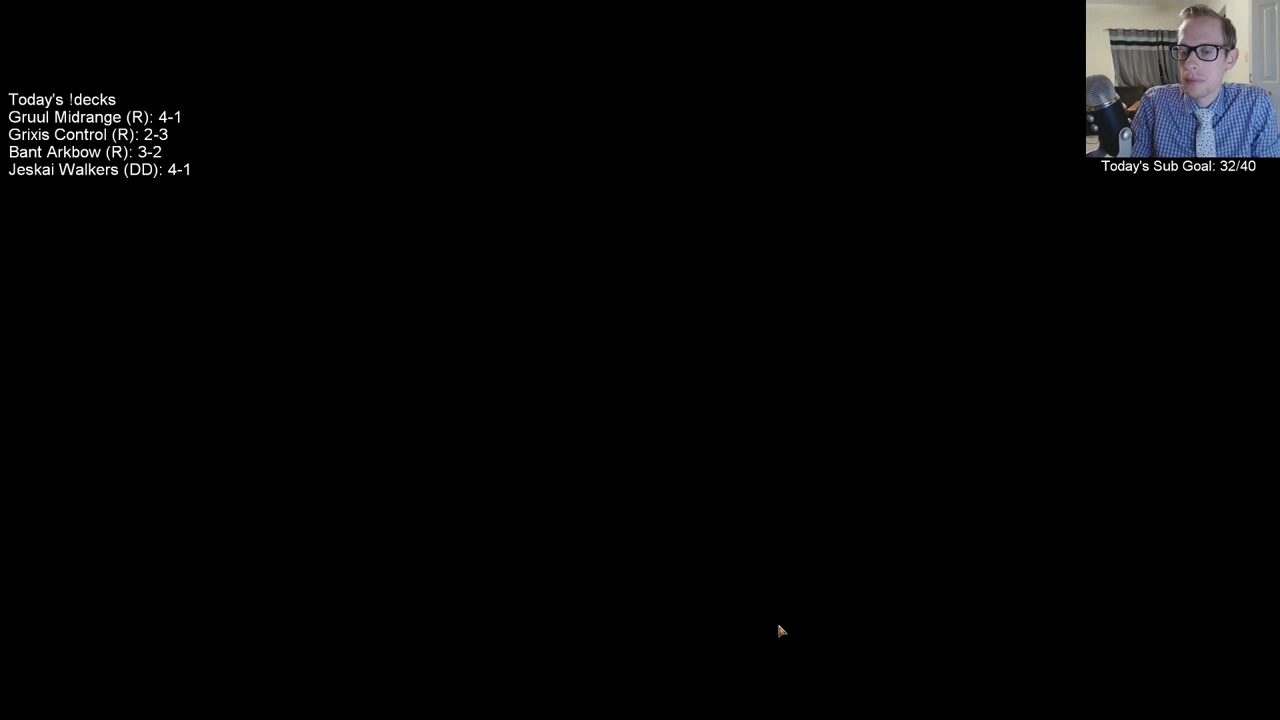 Today's !decks
Gruul Midrange (R): 4-1
Grixis Control (R): 2-3
Bant Arkbow (R): 3-2
Jeskai Walkers (DD): 4-1
Today's Sub Goal: 32/40